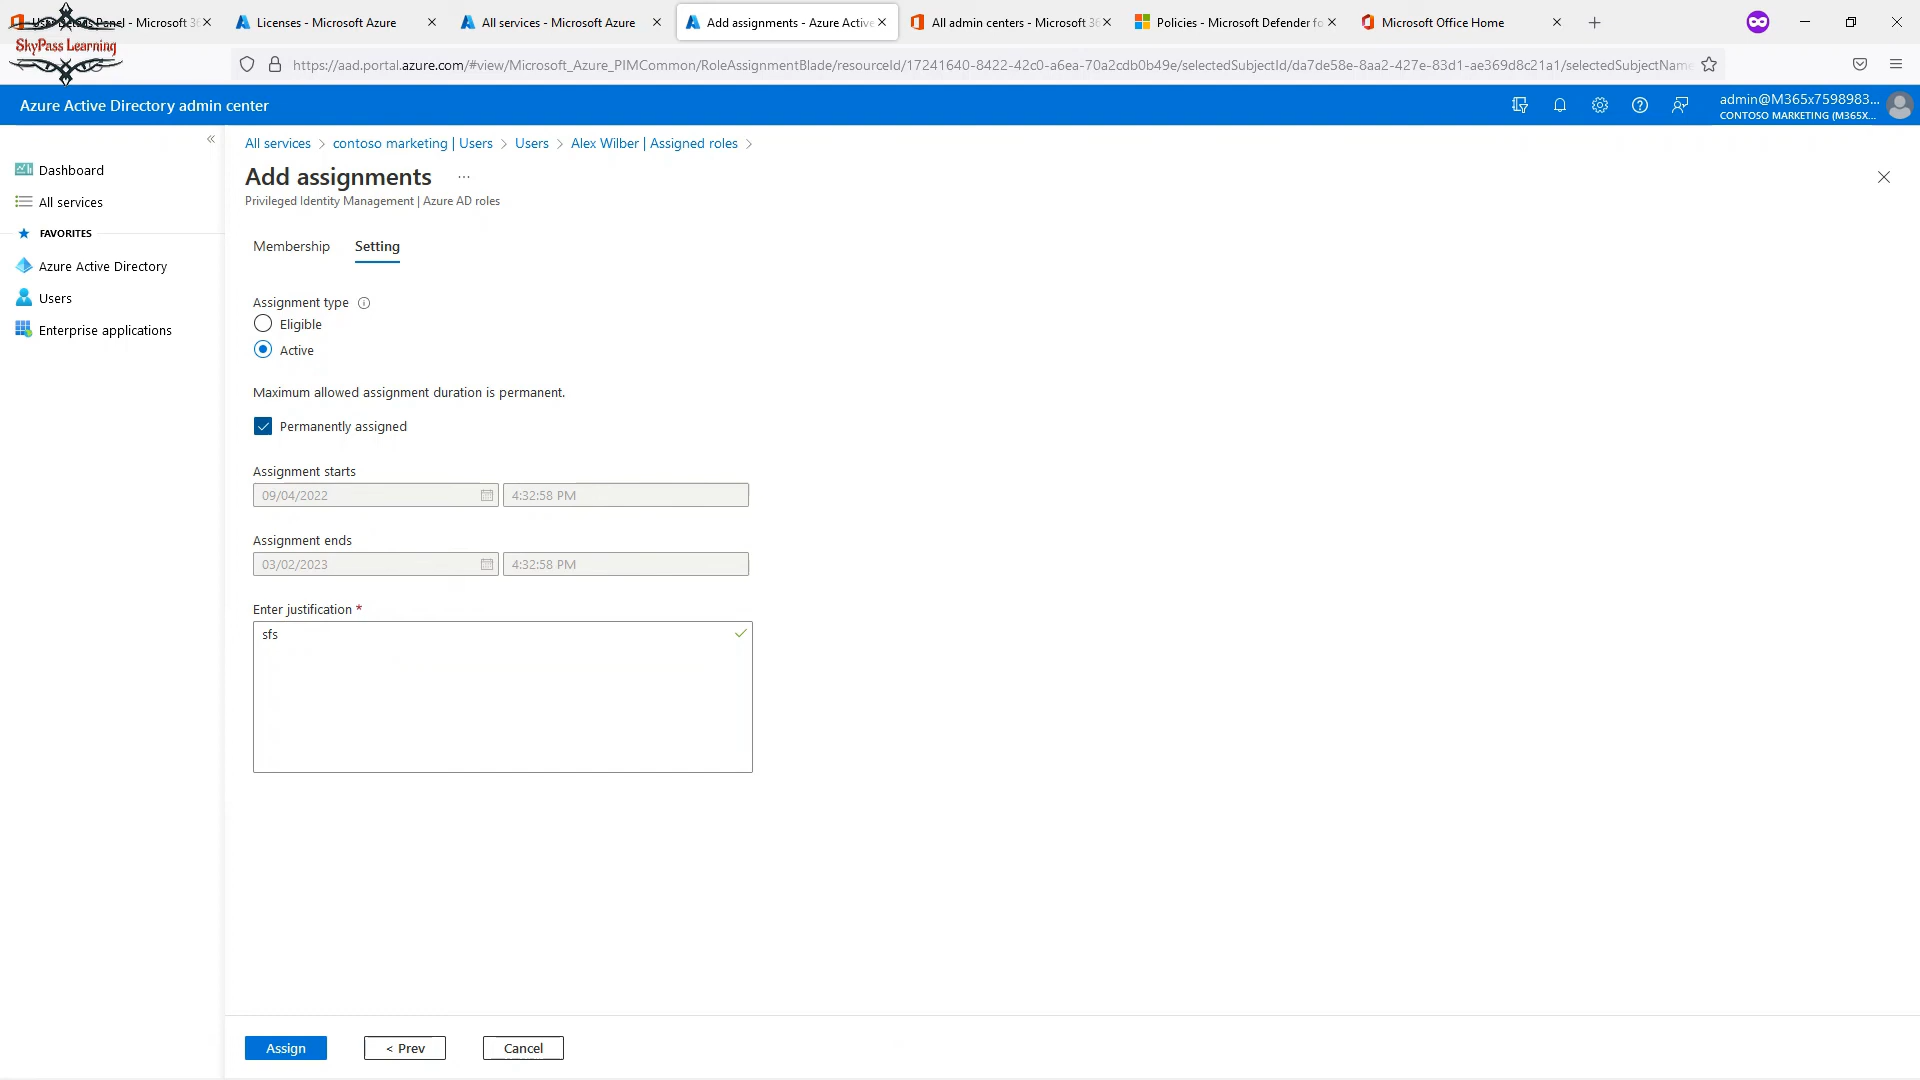 Panel - Microsoft 36
Licenses - Microsoft Azure
All services - Microsoft Azure
Add assignments - Azure Active
All admin centers - Microsoft 36
Policies - Microsoft Defender fo
Microsoft Office Home
SkyPass Learning
https://aad.portal.azure.com/#view/Microsoft_Azure_PIMCommon/RoleAssignmentBlade/resourceId/17241640-8422-42c0-a6ea-70a2cdb0b49e/selectedSubjectId/da7de58e-8aa2-427e-83d1-ae369d8c21a1/selectedSubjectName
Azure Active Directory admin center
admin@M365x7598983...
CONTOSO MARKETING (M365X...
«
Dashboard
All services
FAVORITES
Azure Active Directory
Users
Enterprise applications
All services > contoso marketing | Users > Users > Alex Wilber | Assigned roles >
Add assignments ...
Privileged Identity Management | Azure AD roles
Membership Setting
Assignment type
Eligible
Active
Maximum allowed assignment duration is permanent.
Permanently assigned
Assignment starts
09/04/2022 4:32:58 PM
Assignment ends
03/02/2023 4:32:58 PM
Enter justification *
sfs
Assign < Prev Cancel